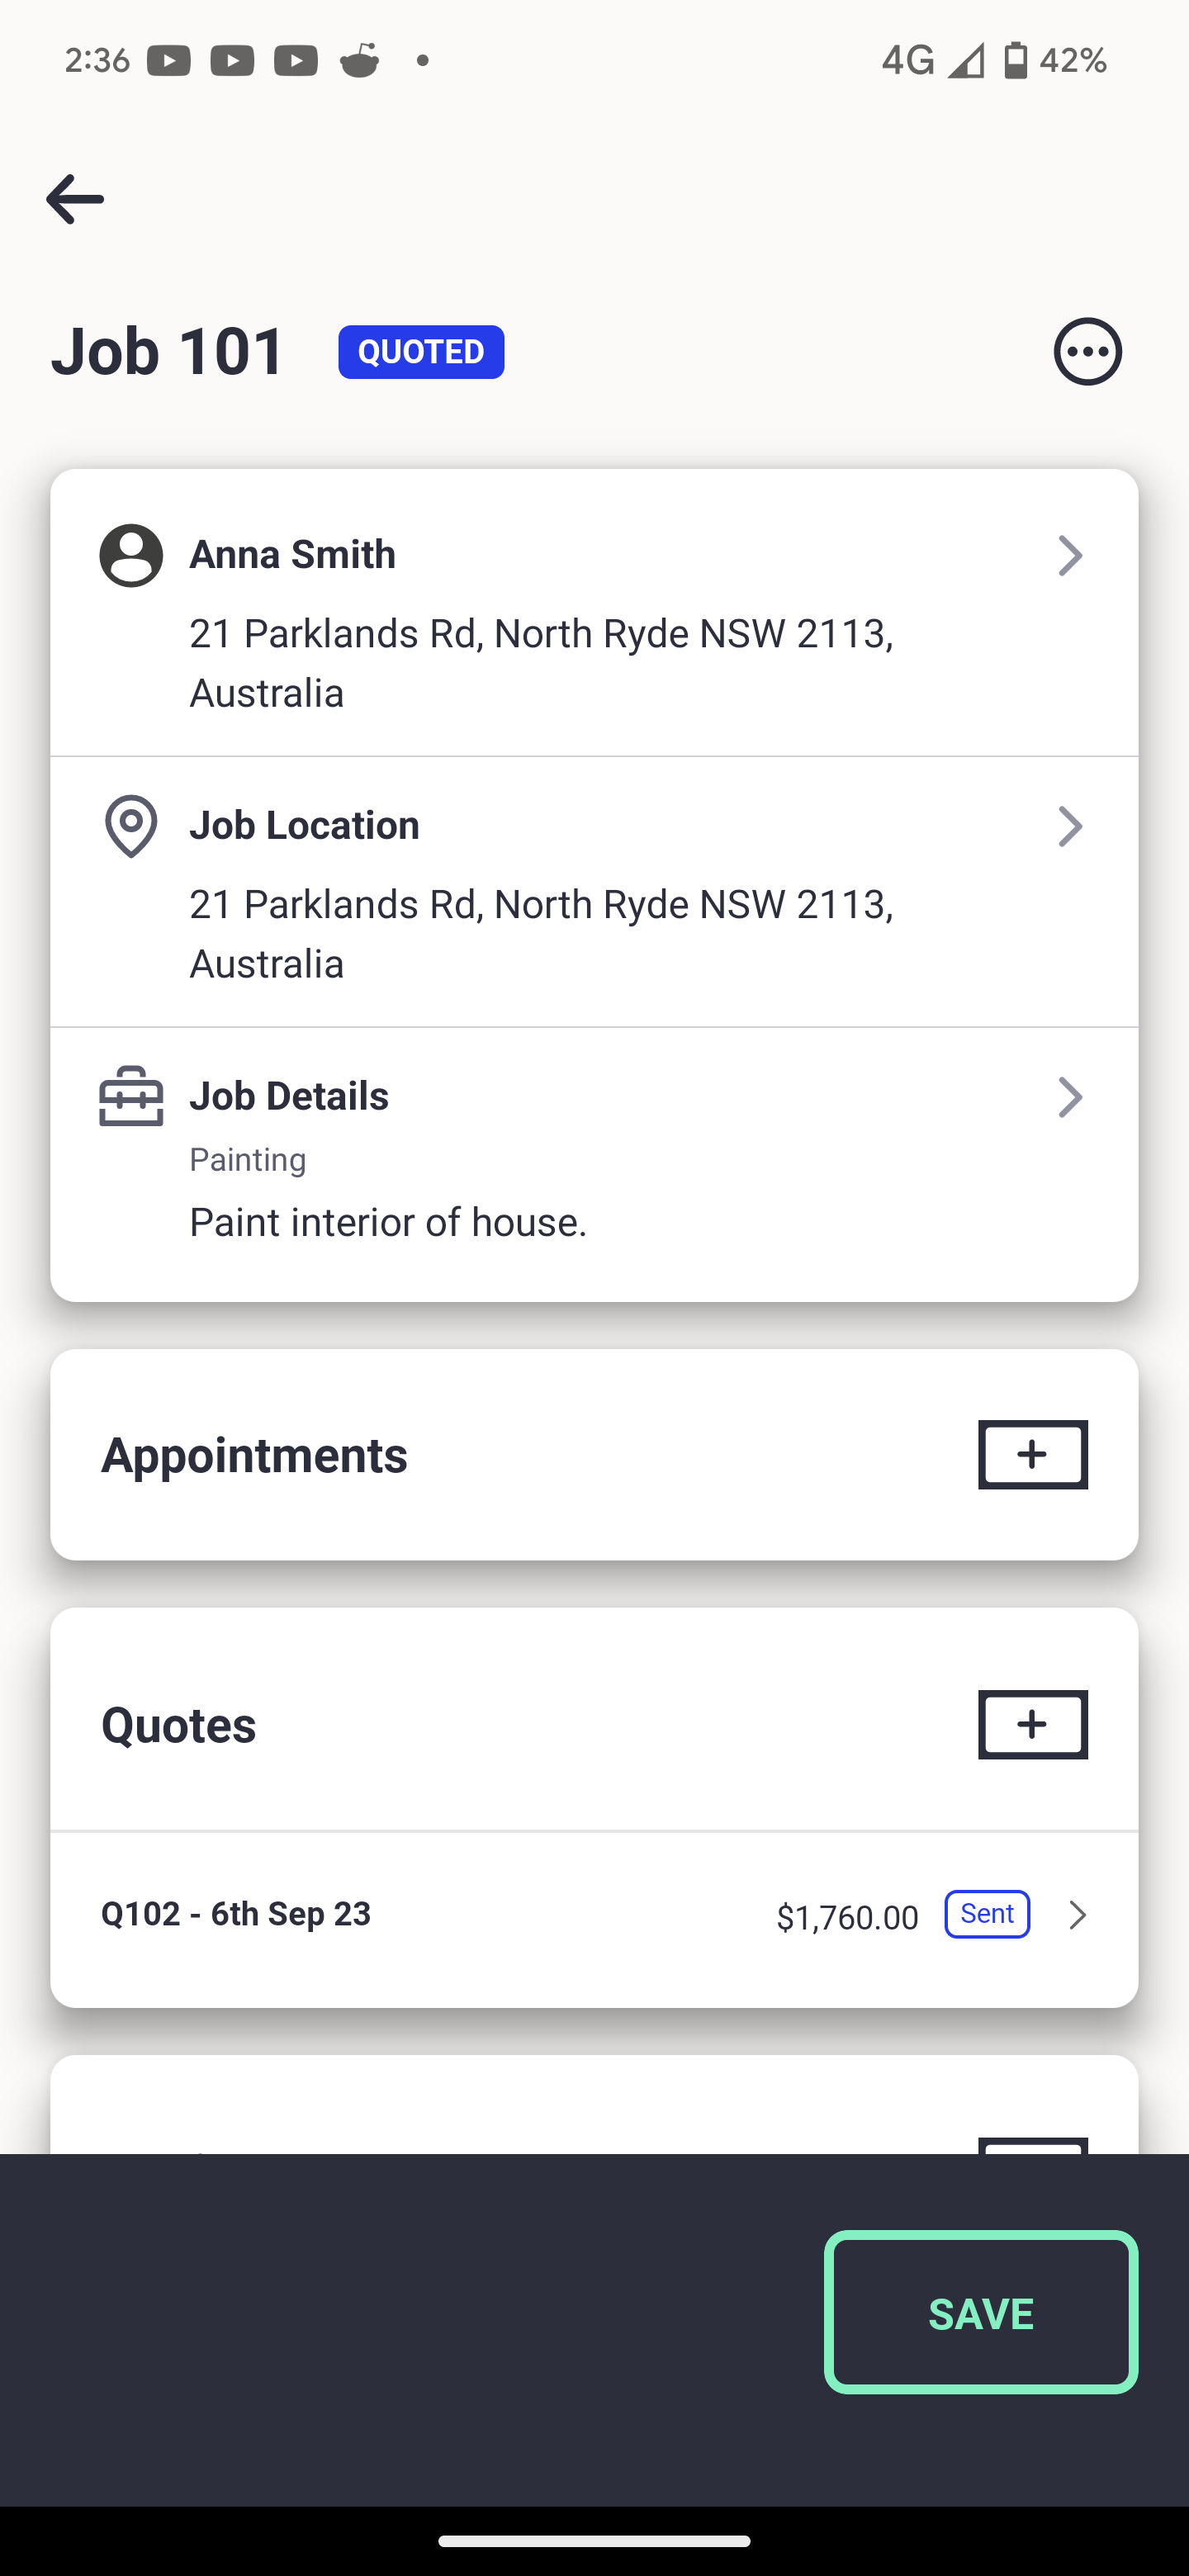 2:36
4G 42%
Job 101 QUOTED
Anna Smith
21 Parklands Rd, North Ryde NSW 2113,
Australia
Job Location
21 Parklands Rd, North Ryde NSW 2113,
Australia
Job Details
Painting
Paint interior of house.
Appointments +
Quotes +
Q102 - 6th Sep 23 $1,760.00 Sent
SAVE